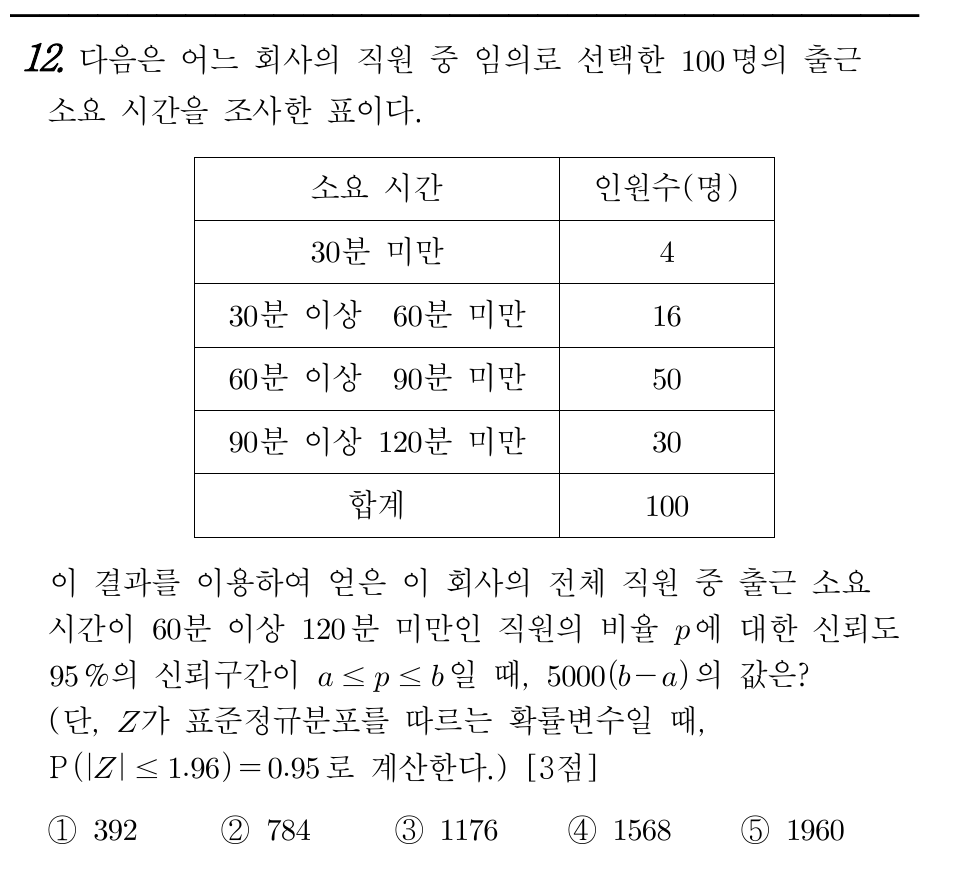 12. 다음은 어느 회사의 직원 중 임의로 선택한 100명의 출근
소요 시간을 조사한 표이다.
소요 시간 인원수(명)
30분 미만 4
30분 이상 60분 미만 16
60분 이상 90분 미만 50
90분 이상 120분 미만 30
합계 100
이 결과를 이용하여 얻은 이 회사의 전체 직원 중 출근 소요
시간이 60분 이상 120분 미만인 직원의 비율 p에 대한 신뢰도
95%의 신뢰구간이 a≤p≤b일 때, 5000(b-a)의 값은?
(단, Z가 표준정규분포를 따르는 확률변수일 때,
P(|Z|≤1.96)=0.95로 계산한다.) [3점]
① 392 ② 784 ③ 1176 ④ 1568 ⑤ 1960